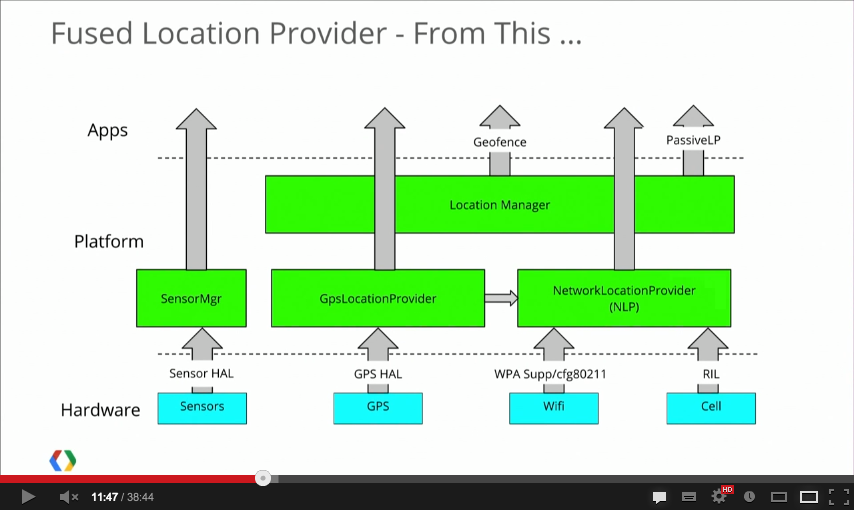 Fused Location Provider - From This ...
Apps
Geofence
PassiveLP
Location Manager
Platform
SensorMgr
GpsLocationProvider
NetworkLocationProvider
(NLP)
Sensor HAL
GPS HAL
WPA Supp/cfg80211
RIL
Hardware
Sensors
GPS
Wifi
Cell
11:47 / 38:44
HD